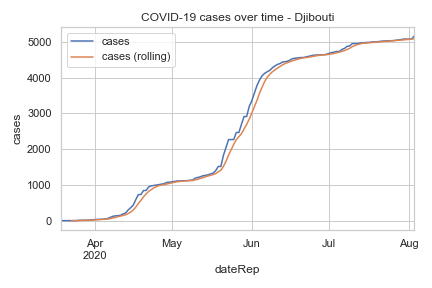 COVID-19 cases over time - Djibouti
cases
cases (rolling)
5000
4000
3000
2000
1000
0
cases
Apr
2020
May
Jun
Jul
Aug
dateRep